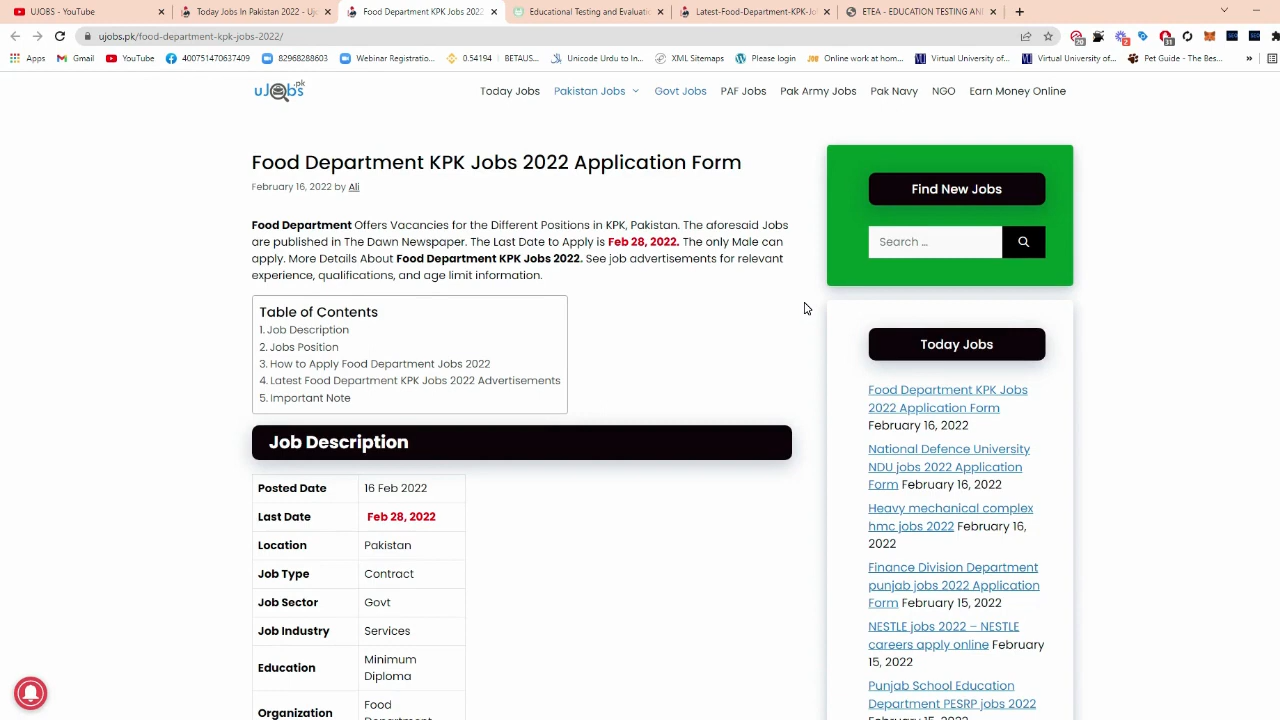 UJOBS - YouTube
Today Jobs In Pakistan 2022 - Uj
Food Department KPK Jobs 2022
Educational Testing and Evaluati
Latest-Food-Department-KPK-J
ETEA - EDUCATION TESTING AN
ujobs.pk/food-department-kpk-jobs-2022/
Apps
Gmail
YouTube
400751470637409
82968288603
Webinar Registratio...
0.54194 | BETAUS...
Unicode Urdu to In...
XML Sitemaps
Please login
Online work at hom...
Virtual University of...
Virtual University of...
Pet Guide - The Bes...
uJobs.pk
Today Jobs
Pakistan Jobs
Govt Jobs
PAF Jobs
Pak Army Jobs
Pak Navy
NGO
Earn Money Online
Food Department KPK Jobs 2022 Application Form
February 16, 2022 by Ali
Food Department Offers Vacancies for the Different Positions in KPK, Pakistan. The aforesaid Jobs
are published in The Dawn Newspaper. The Last Date to Apply is Feb 28, 2022. The only Male can
apply. More Details About Food Department KPK Jobs 2022. See job advertisements for relevant
experience, qualifications, and age limit information.
Table of Contents
1. Job Description
2. Jobs Position
3. How to Apply Food Department Jobs 2022
4. Latest Food Department KPK Jobs 2022 Advertisements
5. Important Note
Job Description
Posted Date 16 Feb 2022
Last Date Feb 28, 2022
Location Pakistan
Job Type Contract
Job Sector Govt
Job Industry Services
Education Minimum
Diploma
Organization Food
Find New Jobs
Search ...
Today Jobs
Food Department KPK Jobs
2022 Application Form
February 16, 2022
National Defence University
NDU jobs 2022 Application
Form February 16, 2022
Heavy mechanical complex
hmc jobs 2022 February 16,
2022
Finance Division Department
punjab jobs 2022 Application
Form February 15, 2022
NESTLE jobs 2022 – NESTLE
careers apply online February
15, 2022
Punjab School Education
Department PESRP jobs 2022